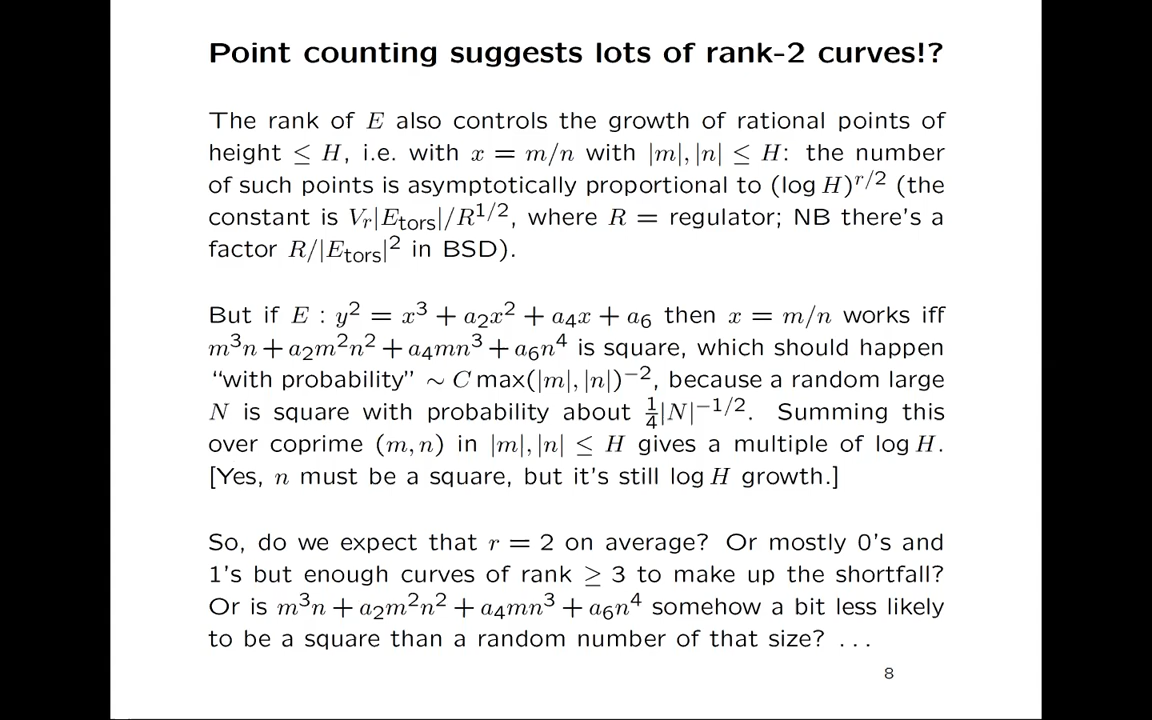 Point counting suggests lots of rank-2 curves!?
The rank of E also controls the growth of rational points of
height ≤ H, i.e. with x = m/n with |m|, |n| ≤ H: the number
of such points is asymptotically proportional to (log H)^{r/2} (the
constant is V_r|E_tors|/R^{1/2}, where R = regulator; NB there's a
factor R/|E_tors|^2 in BSD).
But if E : y^2 = x^3 + a_2x^2 + a_4x + a_6 then x = m/n works iff
m^3n + a_2m^2n^2 + a_4mn^3 + a_6n^4 is square, which should happen
“with probability” ∼ C max(|m|, |n|)^{−2}, because a random large
N is square with probability about \frac{1}{4}|N|^{−1/2}. Summing this
over coprime (m, n) in |m|, |n| ≤ H gives a multiple of log H.
[Yes, n must be a square, but it's still log H growth.]
So, do we expect that r = 2 on average? Or mostly 0's and
1's but enough curves of rank ≥ 3 to make up the shortfall?
Or is m^3n + a_2m^2n^2 + a_4mn^3 + a_6n^4 somehow a bit less likely
to be a square than a random number of that size? . . .
8